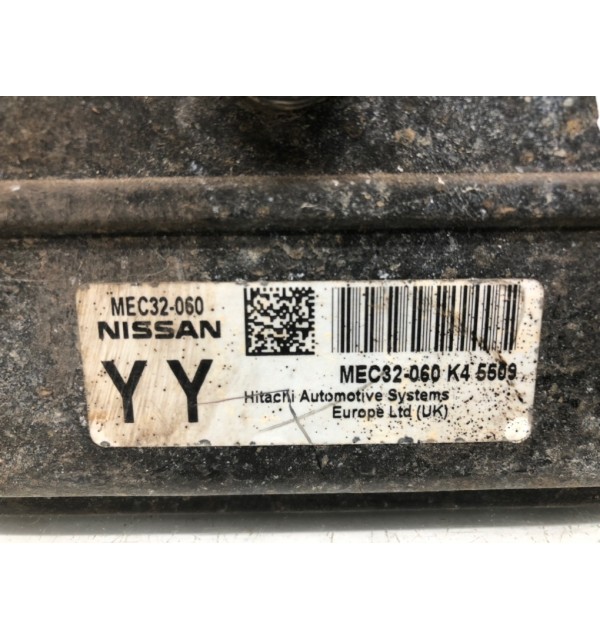 MEC32-060
NISSAN
YY
MEC32-060 K4 5509
Hitachi Automotive Systems
Europe Ltd (UK)